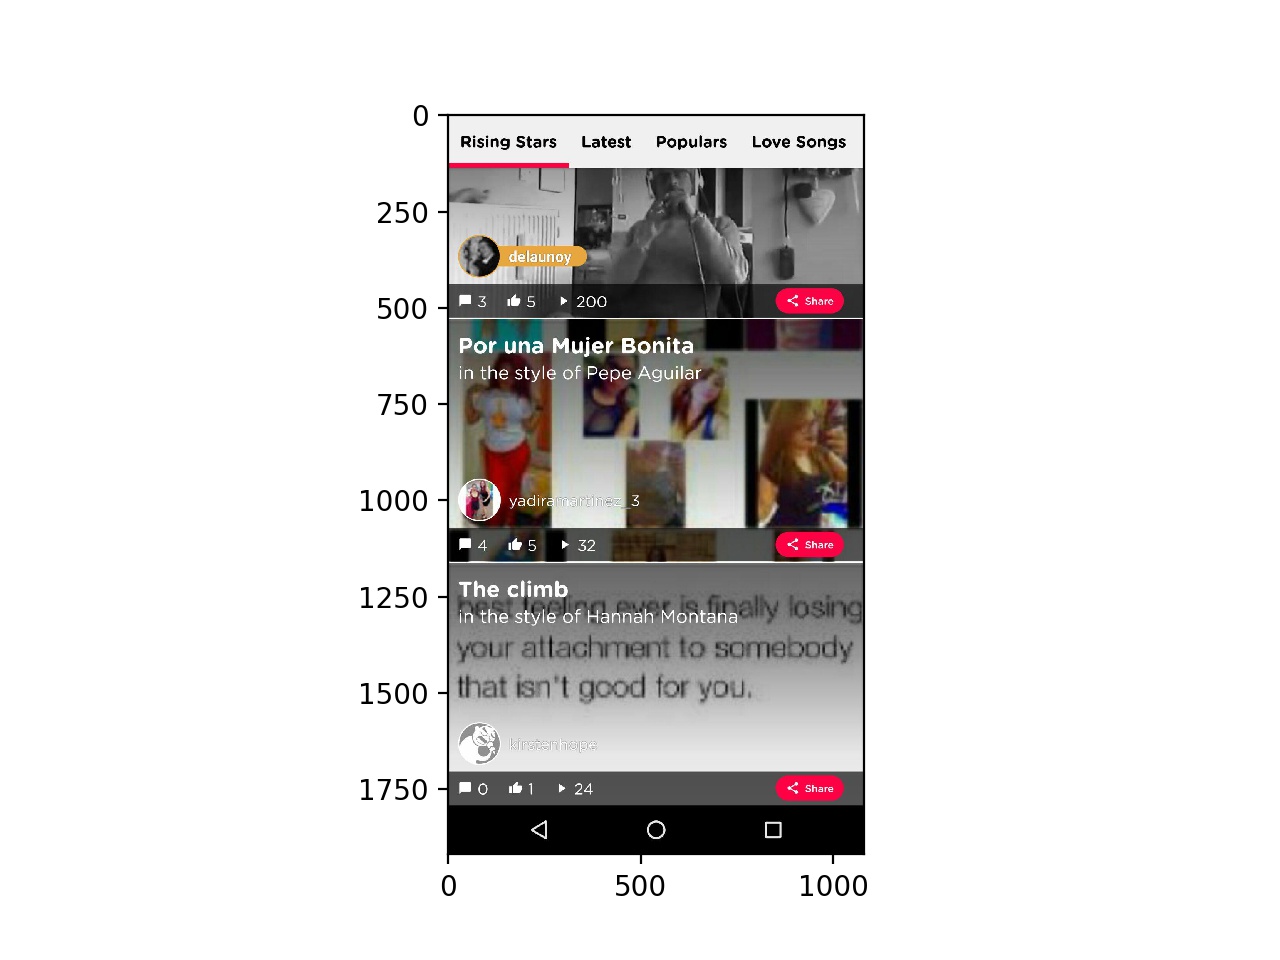 0
Rising Stars Latest Populars Love Songs
250
delaunoy
500
3 5 200 Share
Por una Mujer Bonita
in the style of Pepe Aguilar
750
1000
yadiramartinez_3
4 5 32 Share
The climb
1250
best feeling ever is finally losing
in the style of Hannah Montana
your attachment to somebody
that isn't good for you.
1500
kirstenhope
1750
0 1 24 Share
0 500 1000